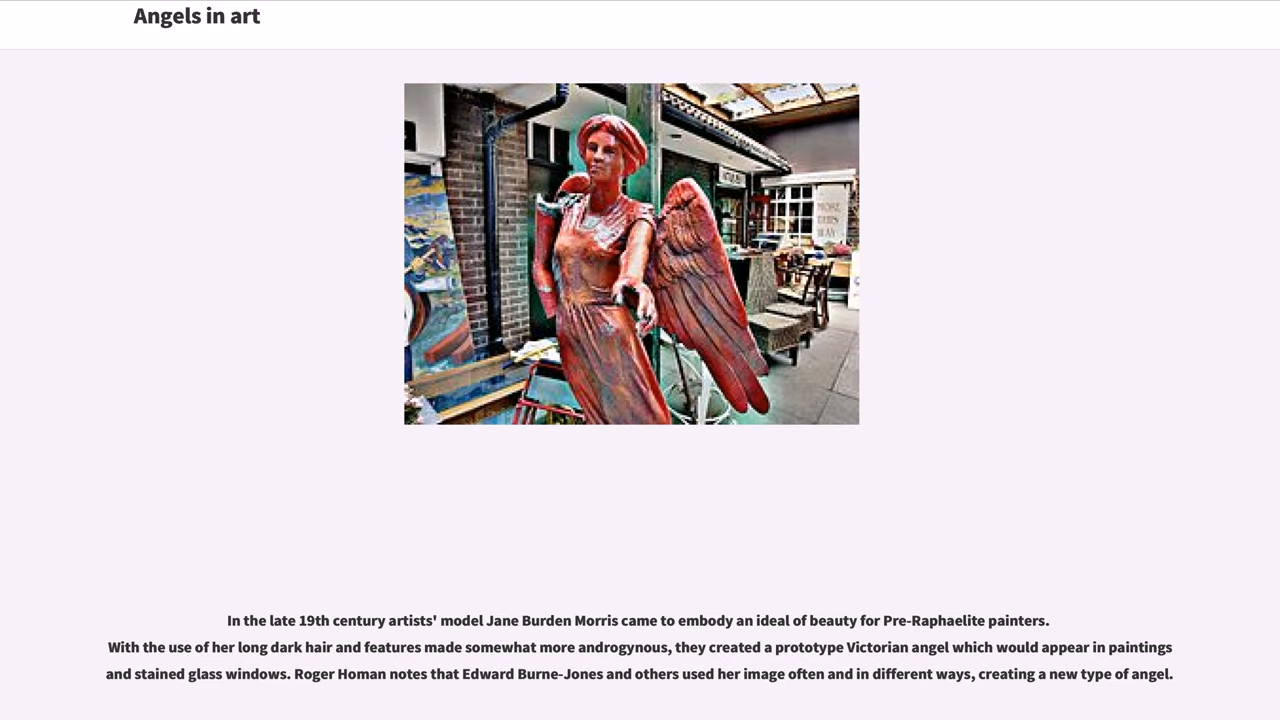 Angels in art
MORE
THIS
WAY
In the late 19th century artists' model Jane Burden Morris came to embody an ideal of beauty for Pre-Raphaelite painters.
With the use of her long dark hair and features made somewhat more androgynous, they created a prototype Victorian angel which would appear in paintings
and stained glass windows. Roger Homan notes that Edward Burne-Jones and others used her image often and in different ways, creating a new type of angel.